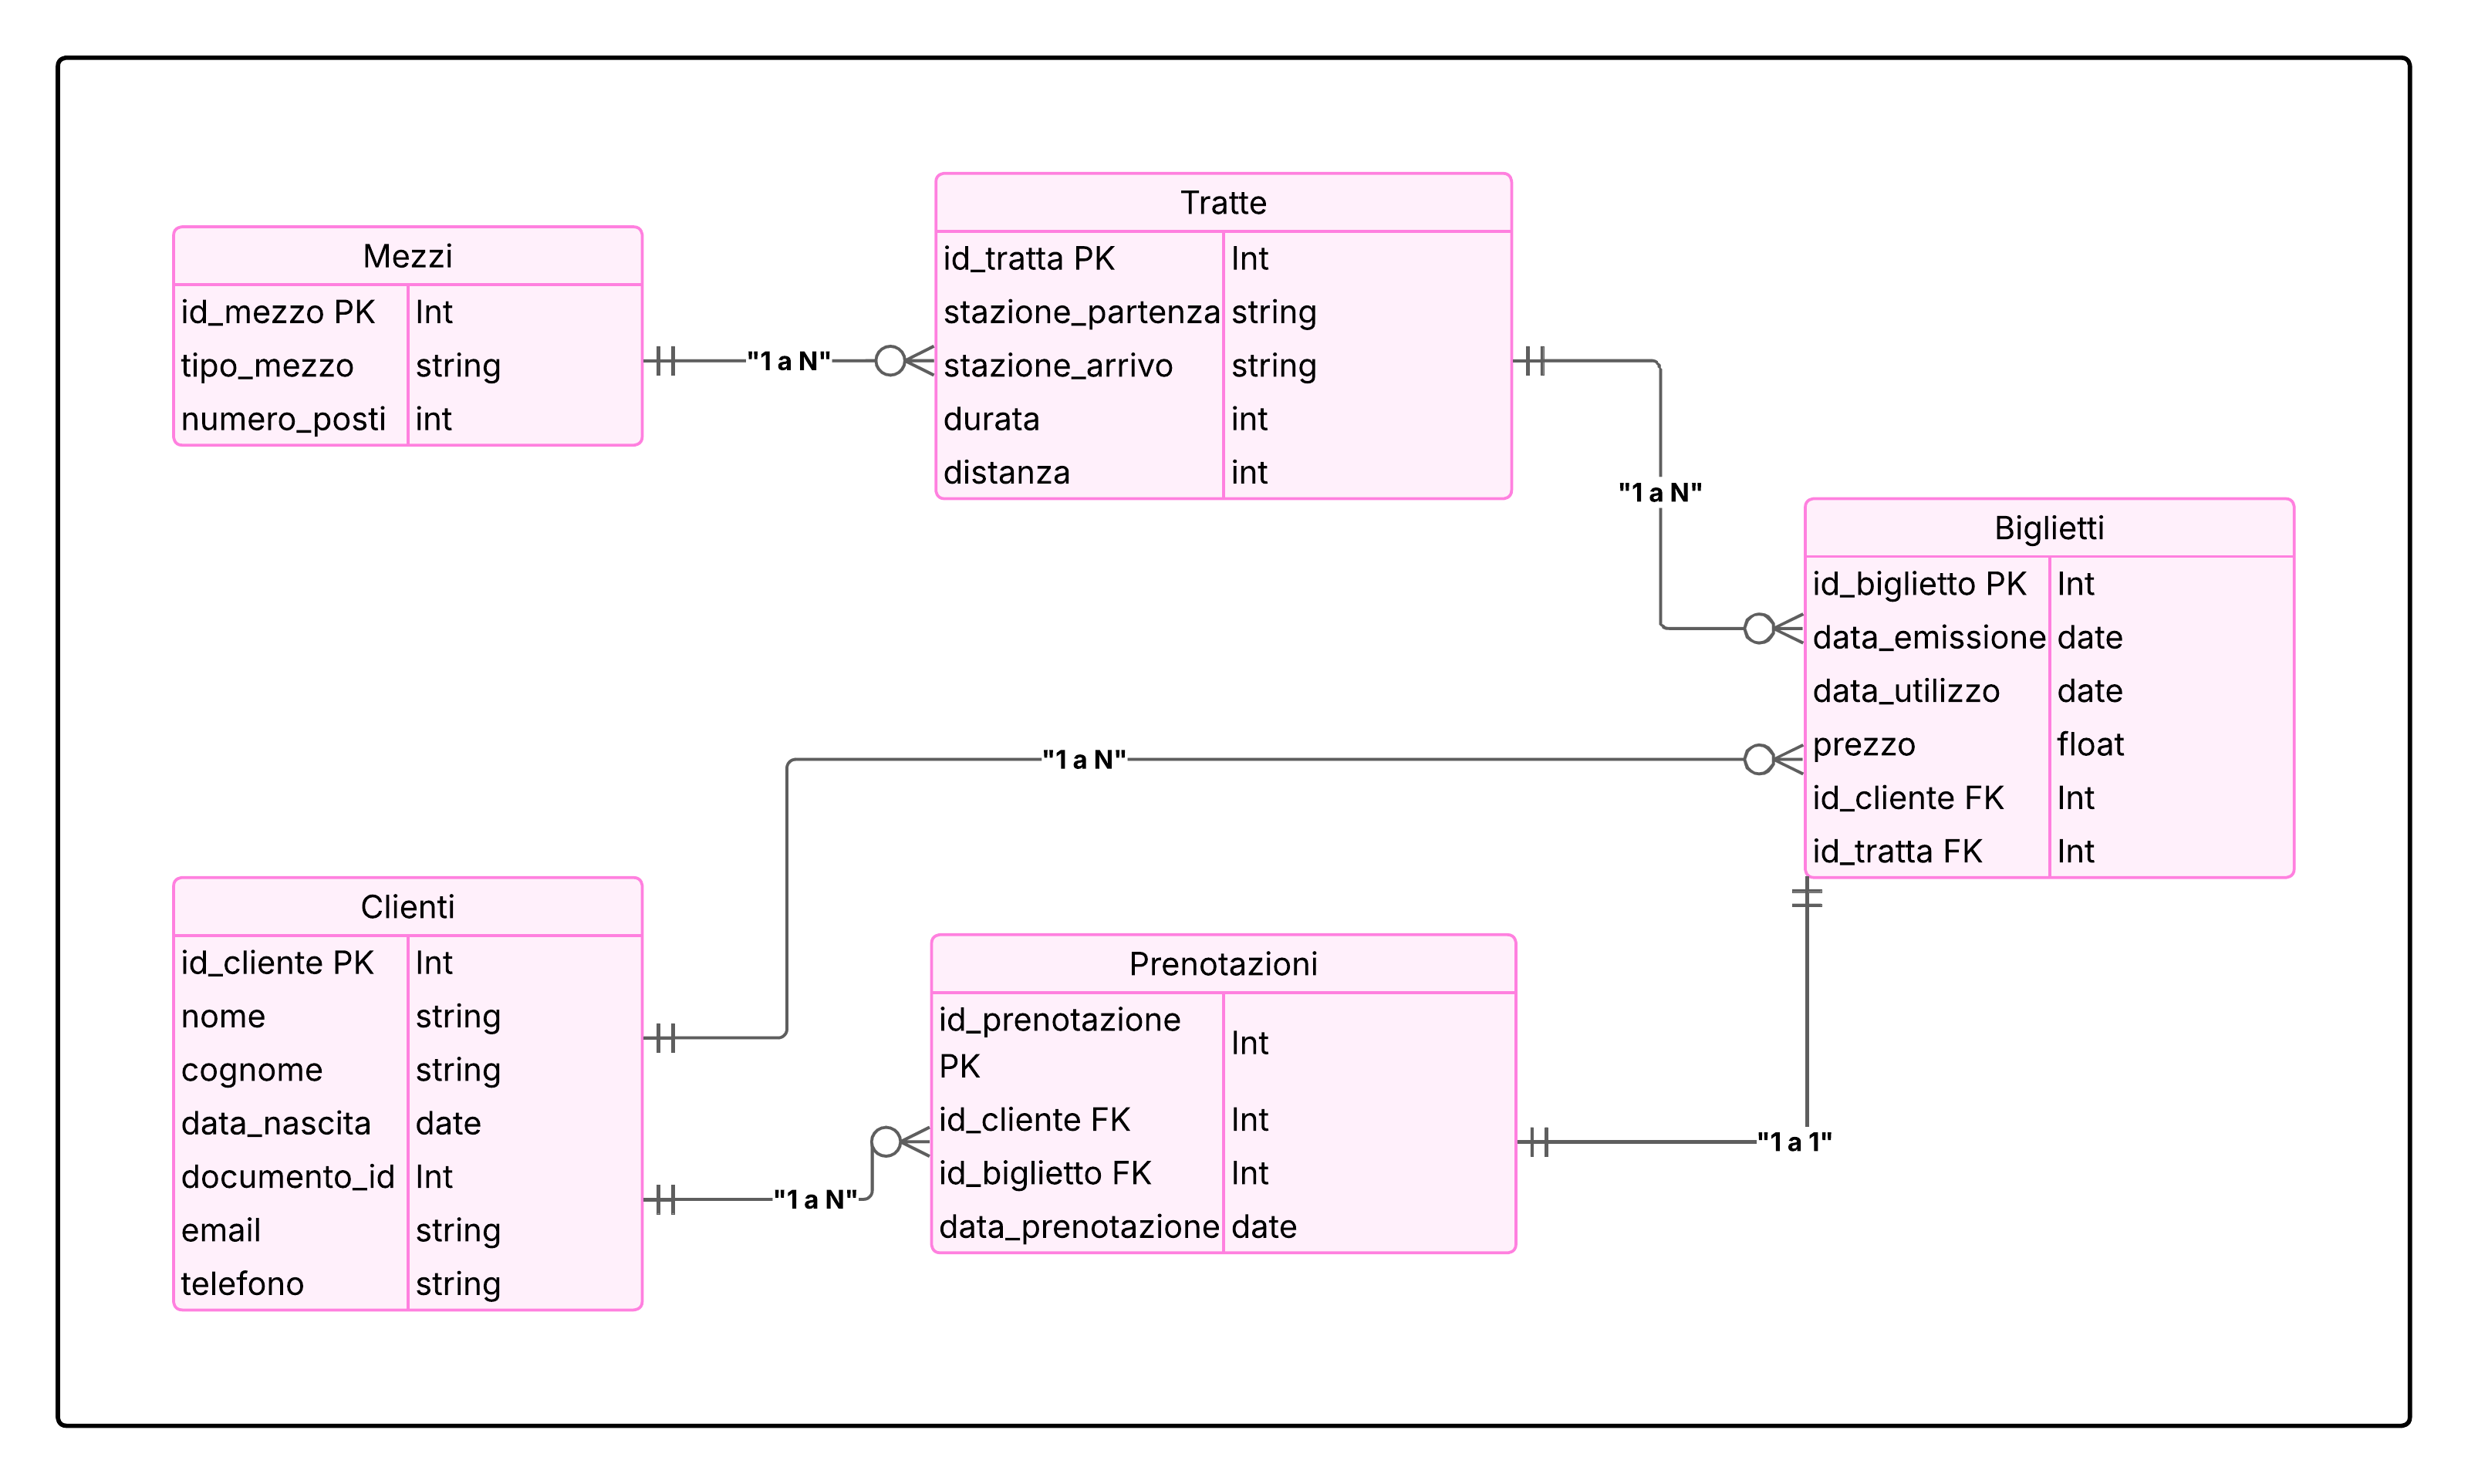 Mezzi
id_mezzo PK Int
tipo_mezzo string
numero_posti int
"1 a N"
Tratte
id_tratta PK Int
stazione_partenza string
stazione_arrivo string
durata int
distanza int
"1 a N"
Biglietti
id_biglietto PK Int
data_emissione date
data_utilizzo date
prezzo float
id_cliente FK Int
id_tratta FK Int
"1 a N"
Clienti
id_cliente PK Int
nome string
cognome string
data_nascita date
documento_id Int
email string
telefono string
"1 a N"
Prenotazioni
id_prenotazione
PK Int
id_cliente FK Int
id_biglietto FK Int
data_prenotazione date
"1 a 1"